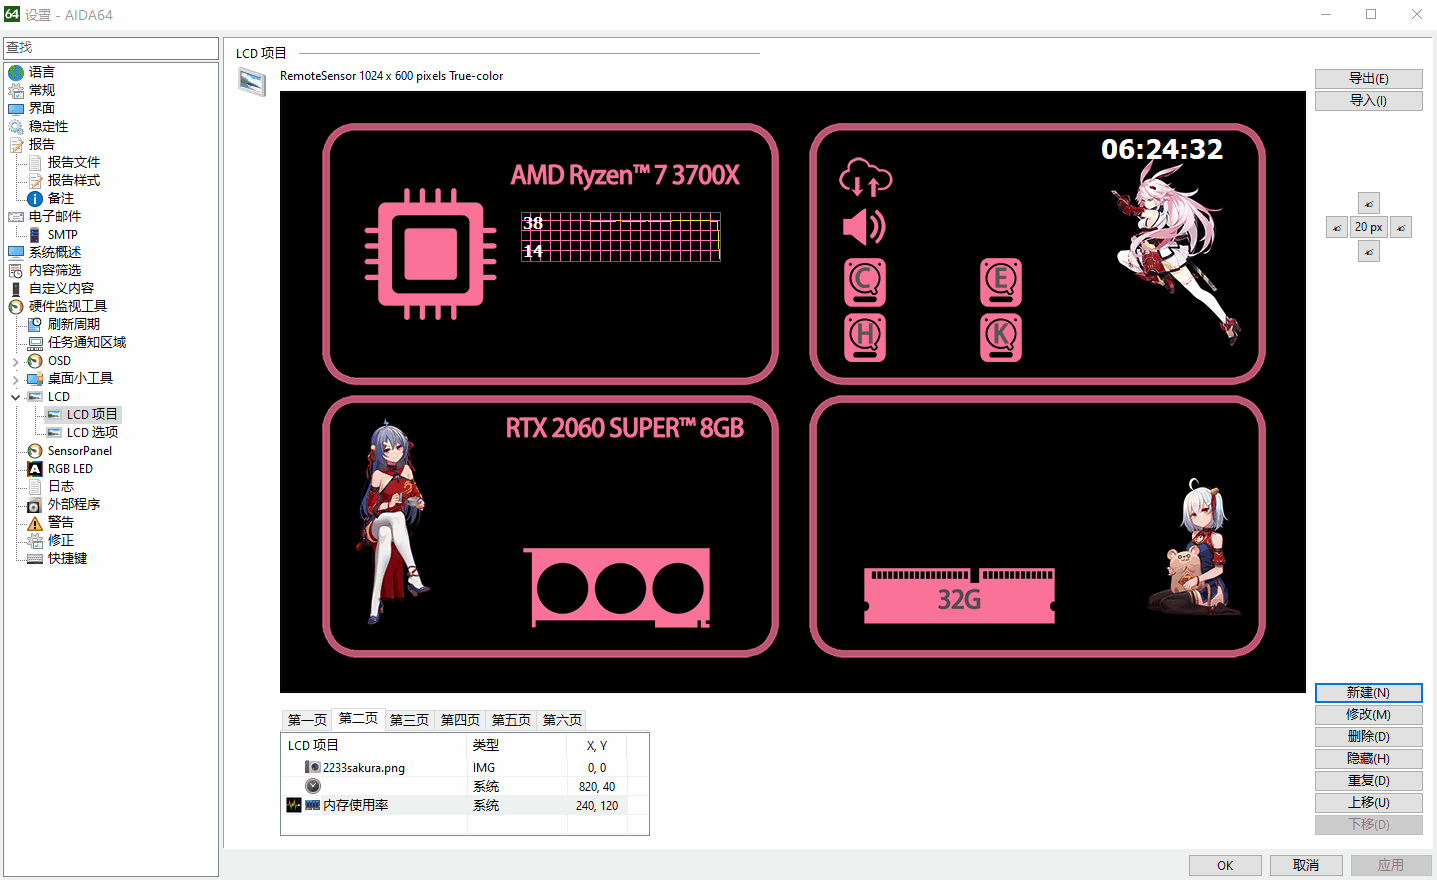 64 设置 - AIDA64
查找
语言
常规
界面
稳定性
报告
报告文件
报告样式
备注
电子邮件
SMTP
系统概述
内容筛选
自定义内容
硬件监视工具
刷新周期
任务通知区域
OSD
桌面小工具
LCD
LCD 项目
LCD 选项
SensorPanel
RGB LED
日志
外部程序
警告
修正
快捷键
LCD 项目
RemoteSensor 1024 x 600 pixels True-color
AMD Ryzen™ 7 3700X
38
14
06:24:32
C
E
H
K
RTX 2060 SUPER™ 8GB
32G
导出(E)
导入(I)
20 px
第一页 第二页 第三页 第四页 第五页 第六页
LCD 项目 类型 X, Y
2233sakura.png IMG 0, 0
系统 820, 40
内存使用率 系统 240, 120
新建(N)
修改(M)
删除(D)
隐藏(H)
重复(D)
上移(U)
下移(D)
OK 取消 应用